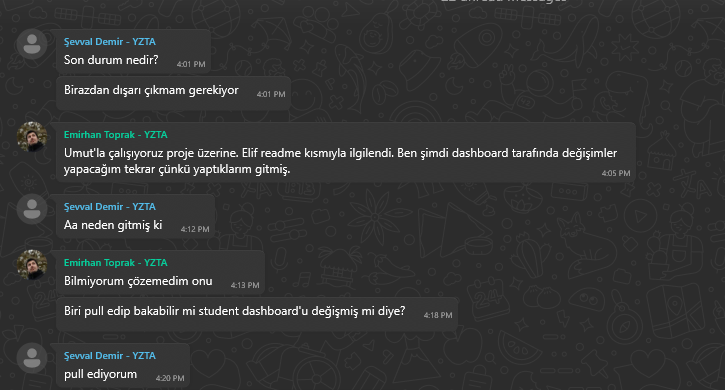 Şevval Demir - YZTA
Son durum nedir?
4:01 PM
Birazdan dışarı çıkmam gerekiyor
4:01 PM
Emirhan Toprak - YZTA
Umut'la çalışıyoruz proje üzerine. Elif readme kısmıyla ilgilendi. Ben şimdi dashboard tarafında değişimler
yapacağım tekrar çünkü yaptıklarım gitmiş.
4:05 PM
Şevval Demir - YZTA
Aa neden gitmiş ki
4:12 PM
Emirhan Toprak - YZTA
Bilmiyorum çözemedim onu
4:13 PM
Biri pull edip bakabilir mi student dashboard'u değişmiş mi diye?
4:18 PM
Şevval Demir - YZTA
pull ediyorum
4:20 PM